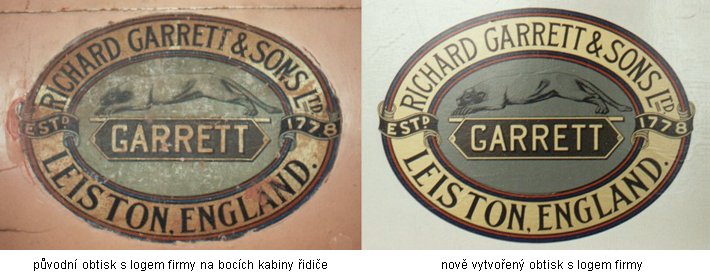 RICHARD GARRETT & SONS LTD
ESTD 1778
GARRETT
LEISTON, ENGLAND.
RICHARD GARRETT & SONS LTD
ESTD 1778
GARRETT
LEISTON, ENGLAND.
původní obtisk s logem firmy na bocích kabiny řidiče
nově vytvořený obtisk s logem firmy